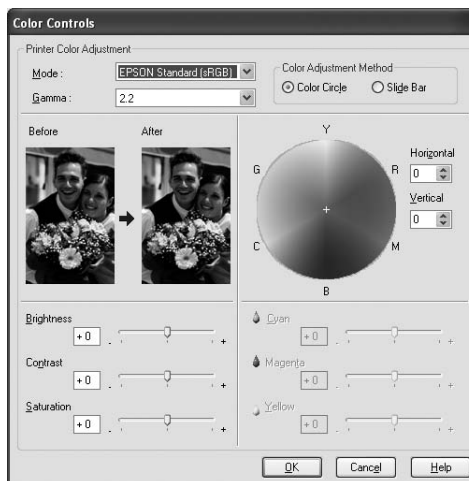 Color Controls
Printer Color Adjustment
Mode : EPSON Standard (sRGB)
Gamma : 2.2
Color Adjustment Method
Color Circle Slide Bar
Before After
Y
G R
C M
B
Horizontal
0
Vertical
0
Brightness
+ 0 - +
Contrast
+ 0 - +
Saturation
+ 0 - +
Cyan
+ 0 - +
Magenta
+ 0 - +
Yellow
+ 0 - +
OK Cancel Help